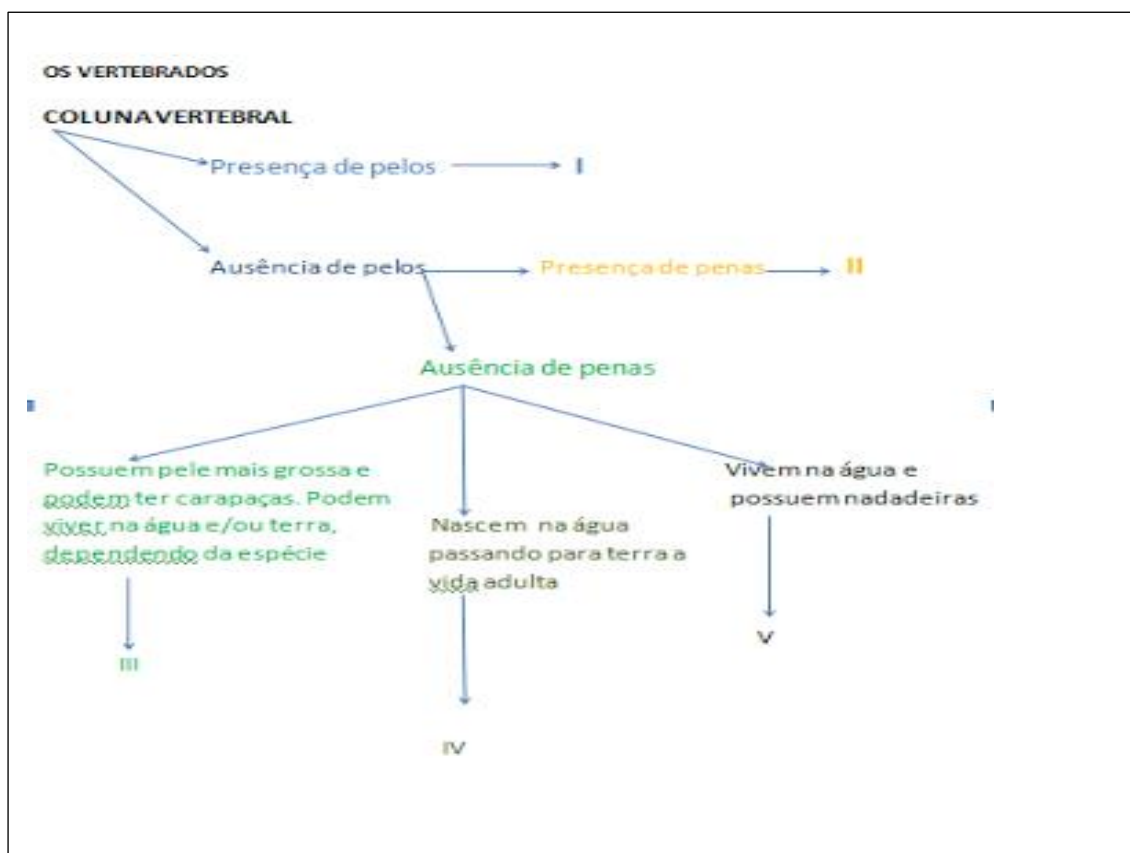 OS VERTEBRADOS
COLUNA VERTEBRAL
Presença de pelos
I
Ausência de pelos
Presença de penas
II
Ausência de penas
Possuem pele mais grossa e
podem ter carapaças. Podem
viver na água e/ou terra,
dependendo da espécie
III
Nascem na água
passando para terra a
vida adulta
IV
Vivem na água e
possuem nadadeiras
V